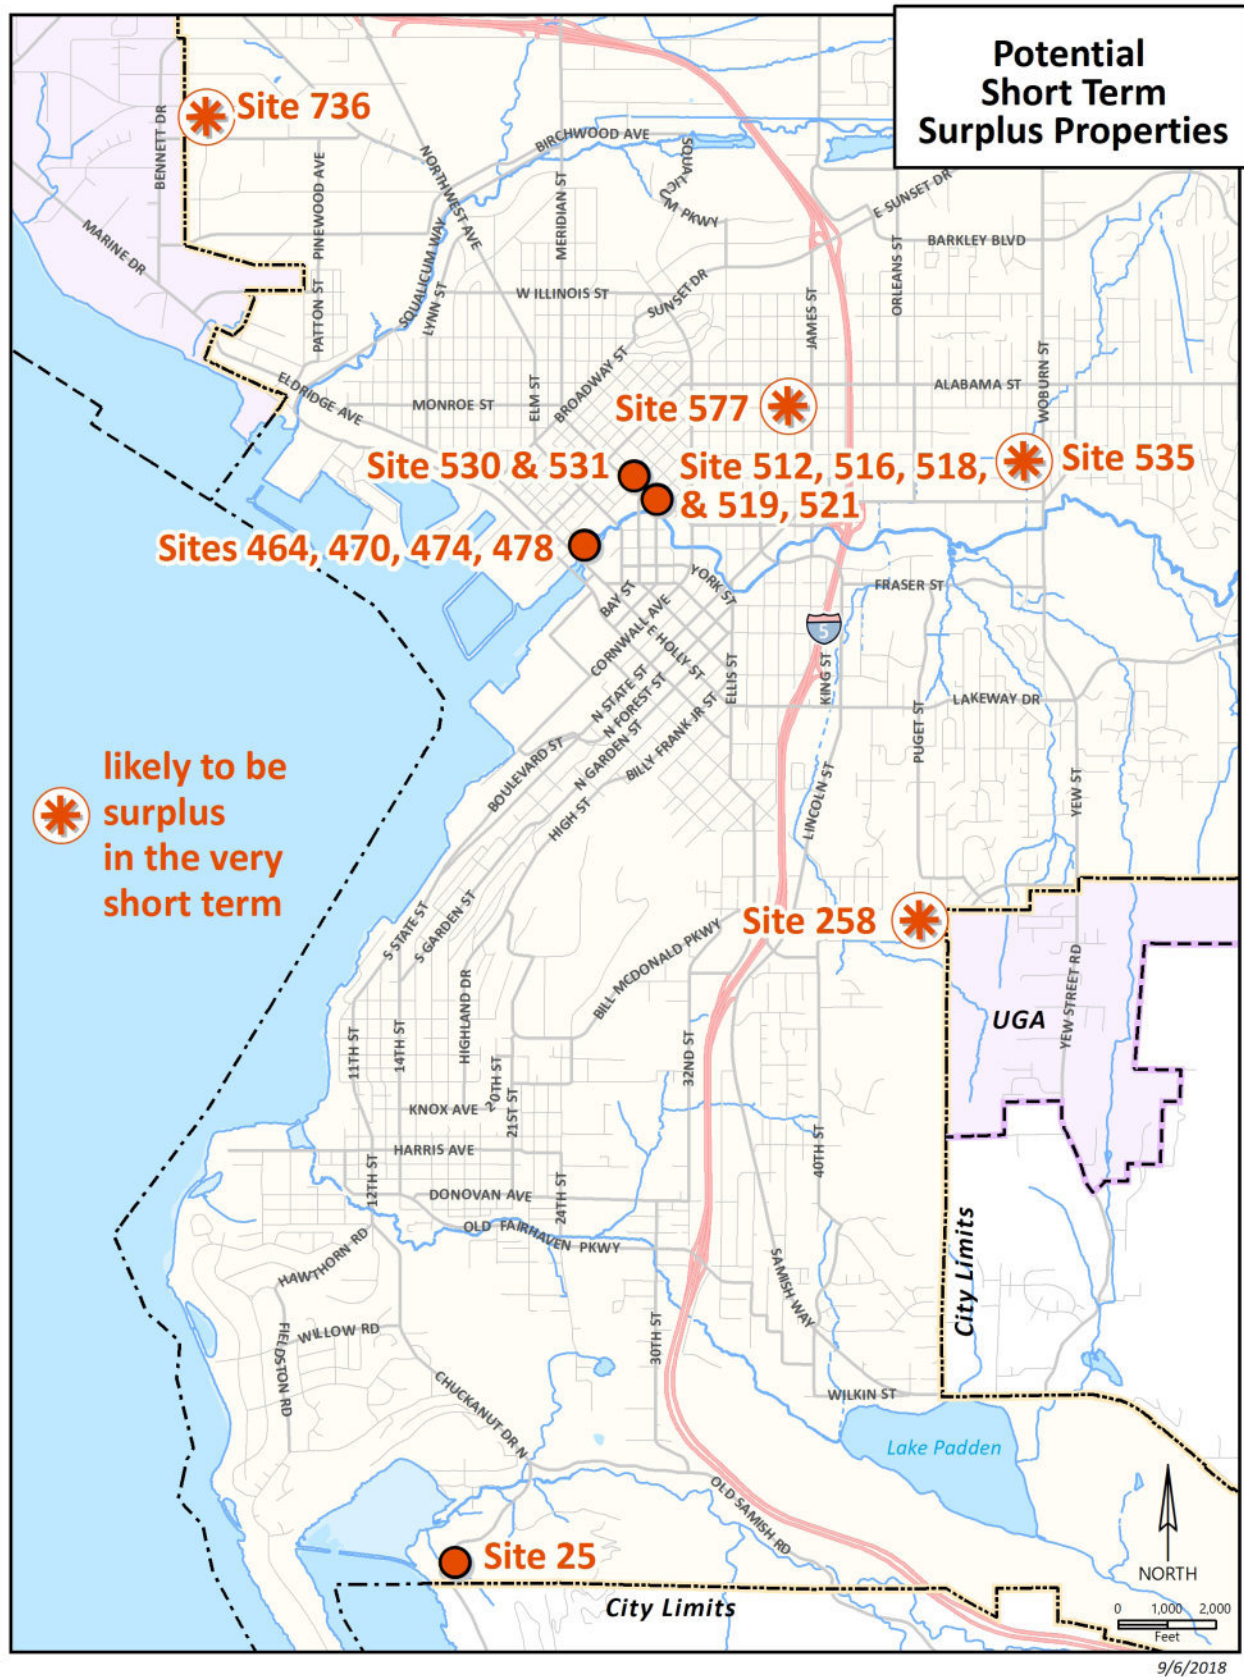 Potential
Short Term
Surplus Properties
Site 736
BENNETT DR
PINEWOOD AVE
NORTHWEST AVE
BIRCHWOOD AVE
MERIDIAN ST
SQUALICUM PKWY
E SUNSET DR
BARKLEY BLVD
MARINE DR
SQUALICUM WAY
LYNN ST
PATTON ST
W ILLINOIS ST
SUNSET DR
JAMES ST
ORLEANS ST
WOBURN ST
ALABAMA ST
ELDRIDGE AVE
MONROE ST
ELM ST
BROADWAY ST
Site 577
Site 530 & 531
Site 512, 516, 518,
& 519, 521
Site 535
Sites 464, 470, 474, 478
BAY ST
YORK ST
FRASER ST
CORNWALL AVE
E HOLLY ST
5
N STATE ST
N FOREST ST
N GARDEN ST
BILLY FRANK JR ST
ELLIS ST
KING ST
LAKEWAY DR
PUGET ST
BOULEVARD ST
HIGH ST
LINCOLN ST
YEW ST
likely to be
surplus
in the very
short term
S STATE ST
S GARDEN ST
Site 258
BILL MCDONALD PKWY
HIGHLAND DR
UGA
YEW STREET RD
11TH ST
14TH ST
20TH ST
21ST ST
32ND ST
KNOX AVE
HARRIS AVE
40TH ST
12TH ST
DONOVAN AVE
24TH ST
OLD FAIRHAVEN PKWY
HAWTHORN RD
SAMISH WAY
City Limits
WILLOW RD
FIELDSTON RD
30TH ST
CHUCKANUT DR N
WILKIN ST
Lake Padden
OLD SAMISH RD
Site 25
NORTH
City Limits
0 1,000 2,000
Feet
9/6/2018